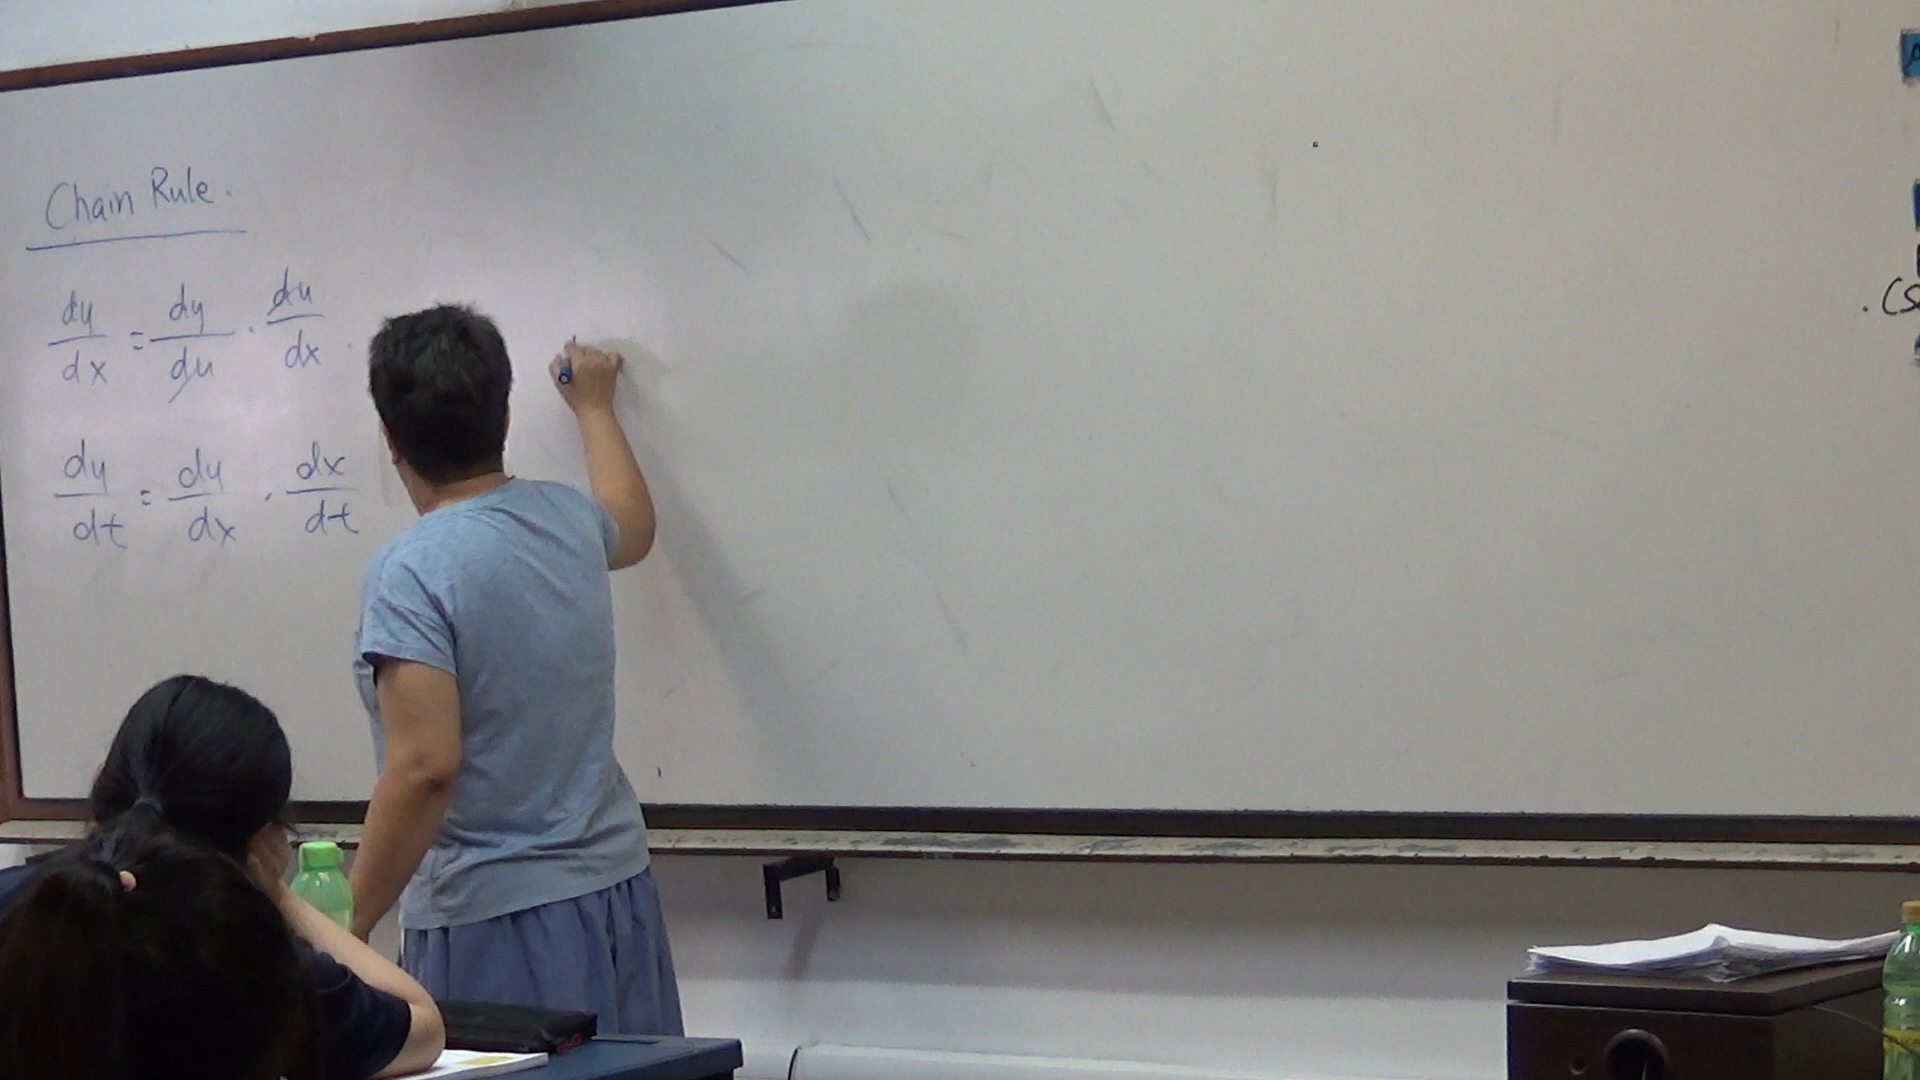 Chain Rule.
dy/dx = dy/du · du/dx
dy/dt = dy/dx · dx/dt